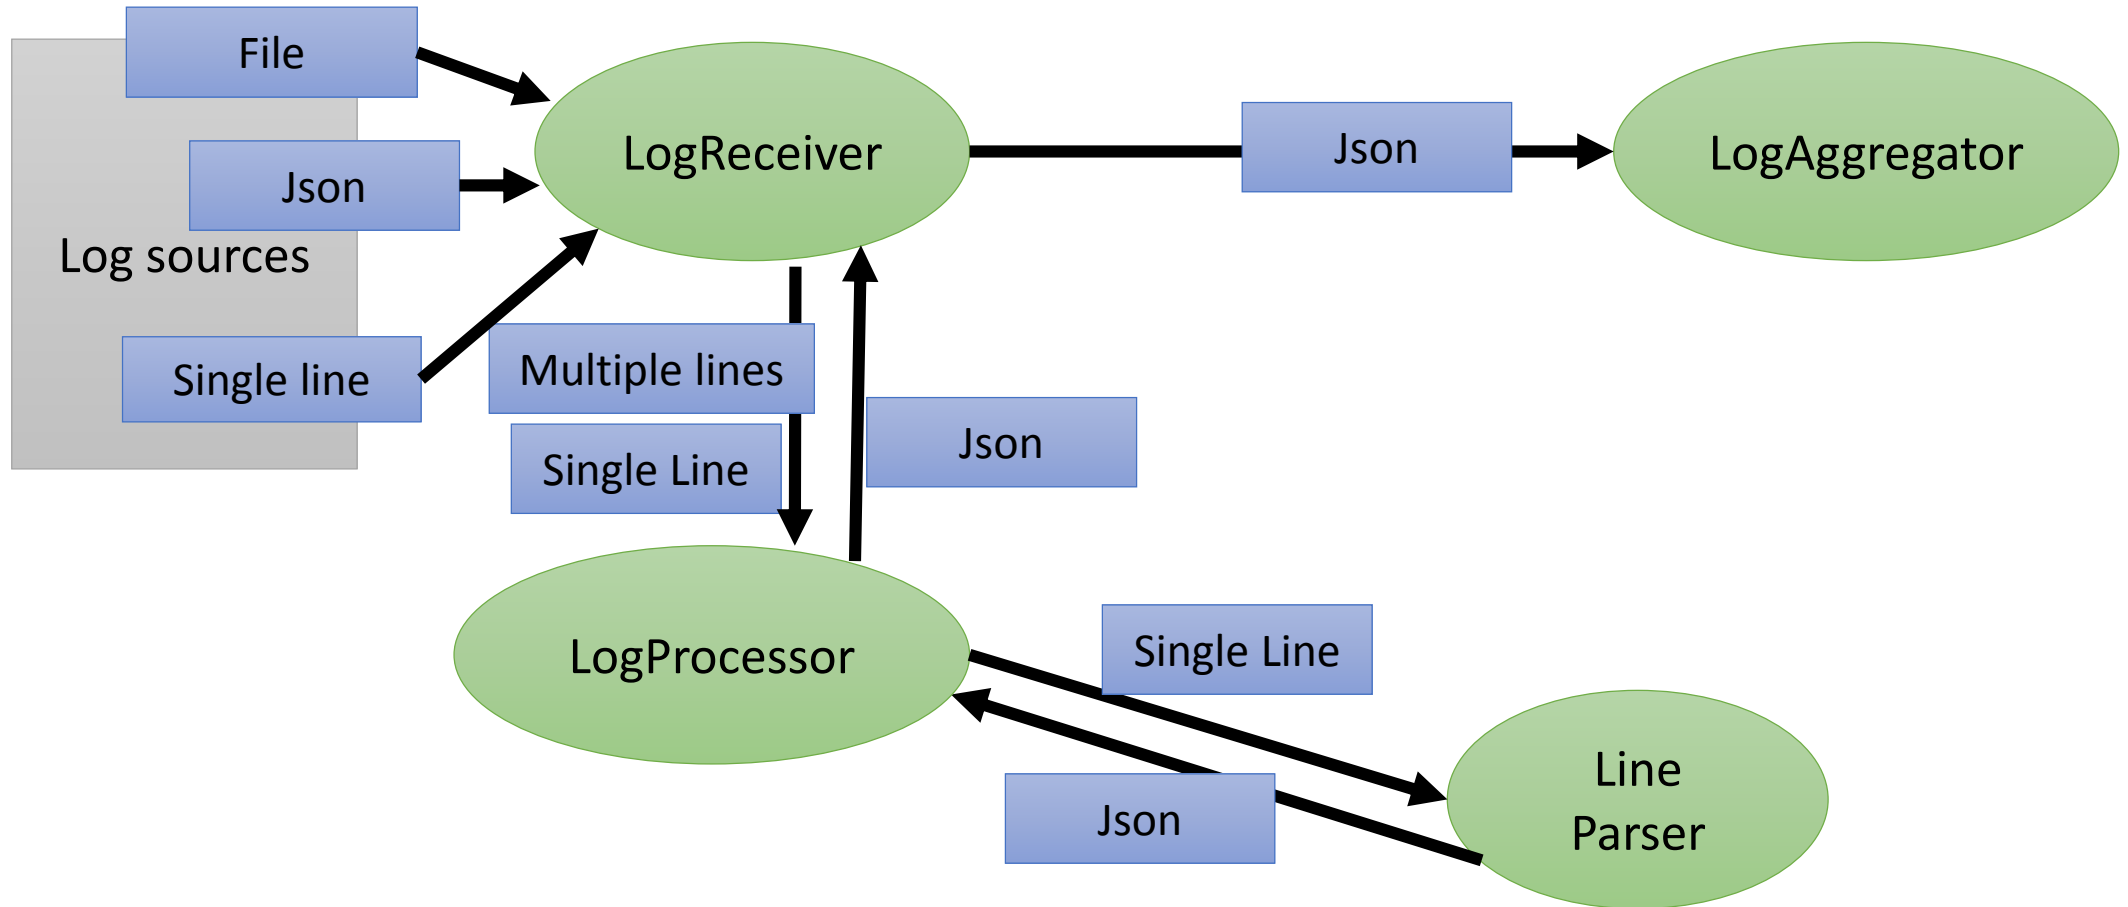 File
LogReceiver
Json
LogAggregator
Json
Log sources
Single line
Multiple lines
Single Line
Json
LogProcessor
Single Line
Json
Line
Parser